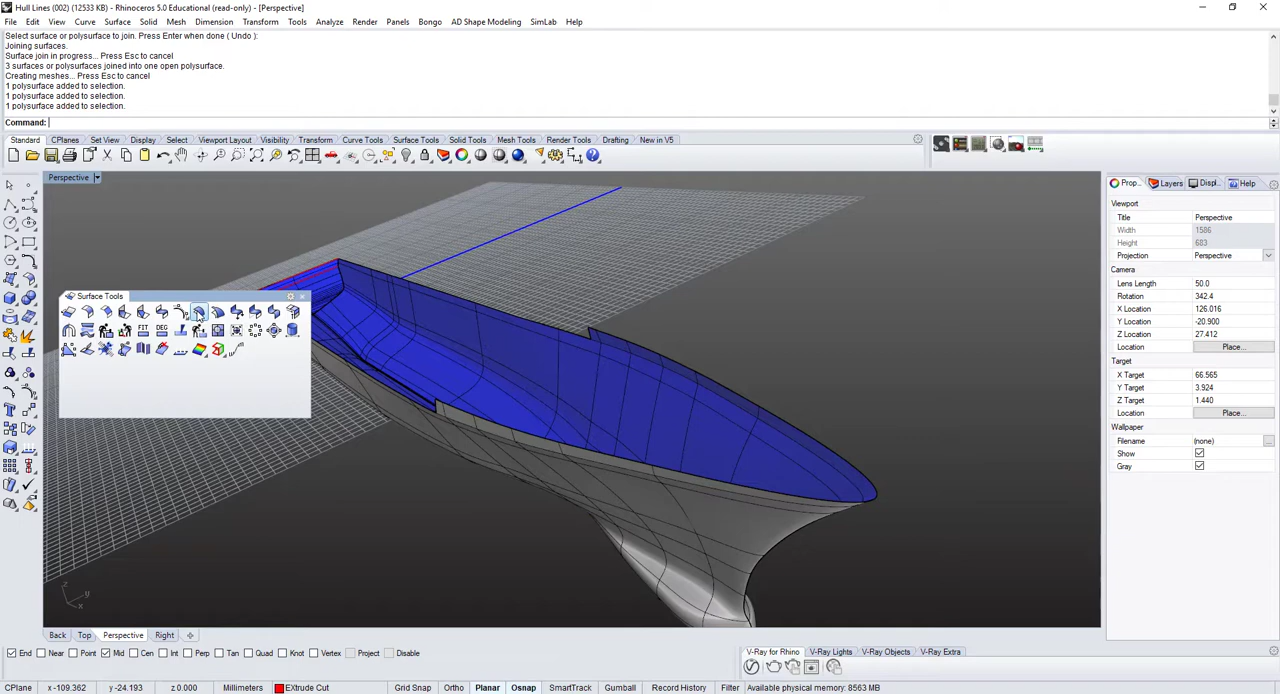 Hull Lines (002) (12533 KB) - Rhinoceros 5.0 Educational (read-only) - [Perspective]
File Edit View Curve Surface Solid Mesh Dimension Transform Tools Analyze Render Panels Bongo AD Shape Modeling SimLab Help
Select surface or polysurface to join. Press Enter when done ( Undo ):
Joining surfaces.
Surface join in progress... Press Esc to cancel
3 surfaces or polysurfaces joined into one open polysurface.
Creating meshes... Press Esc to cancel
1 polysurface added to selection.
1 polysurface added to selection.
1 polysurface added to selection.
Command:
Standard CPlanes Set View Display Select Viewport Layout Visibility Transform Curve Tools Surface Tools Solid Tools Mesh Tools Render Tools Drafting New in V5
Perspective
Prop... Layers Displ... Help
Viewport
Title Perspective
Width 1586
Height 683
Projection Perspective
Camera
Lens Length 50.0
Rotation 342.4
X Location 126.016
Y Location -20.900
Z Location 27.412
Location Place...
Target
X Target 66.565
Y Target 3.924
Z Target 1.440
Location Place...
Wallpaper
Filename (none) ...
Show
Gray
Surface Tools
FIT DEG
z y x
Back Top Perspective Right
End Near Point Mid Cen Int Perp Tan Quad Knot Vertex Project Disable
V-Ray for Rhino V-Ray Lights V-Ray Objects V-Ray Extra
CPlane x -109.362 y -24.193 z 0.000 Millimeters EXtrude Cut Grid Snap Ortho Planar Osnap SmartTrack Gumball Record History Filter Available physical memory: 8563 MB